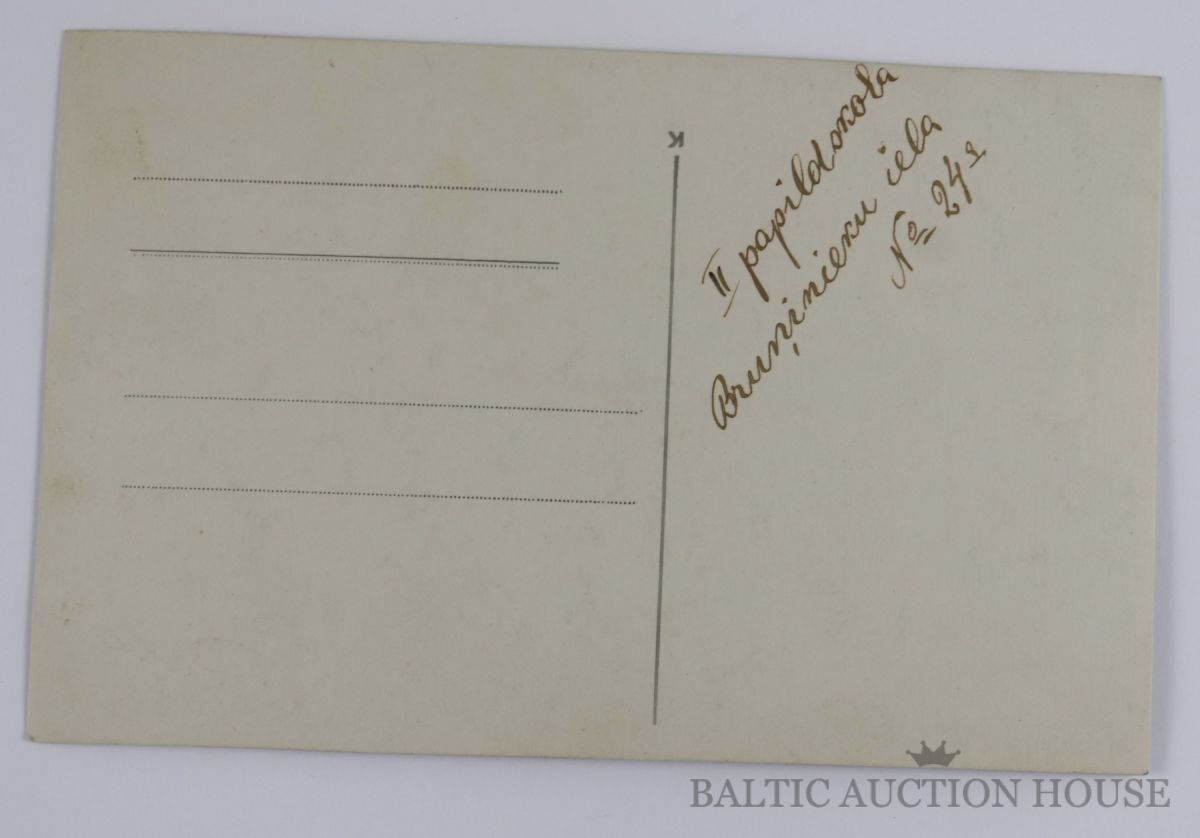 K
II papildskola
Bruņinieku iela
No 24a
BALTIC AUCTION HOUSE